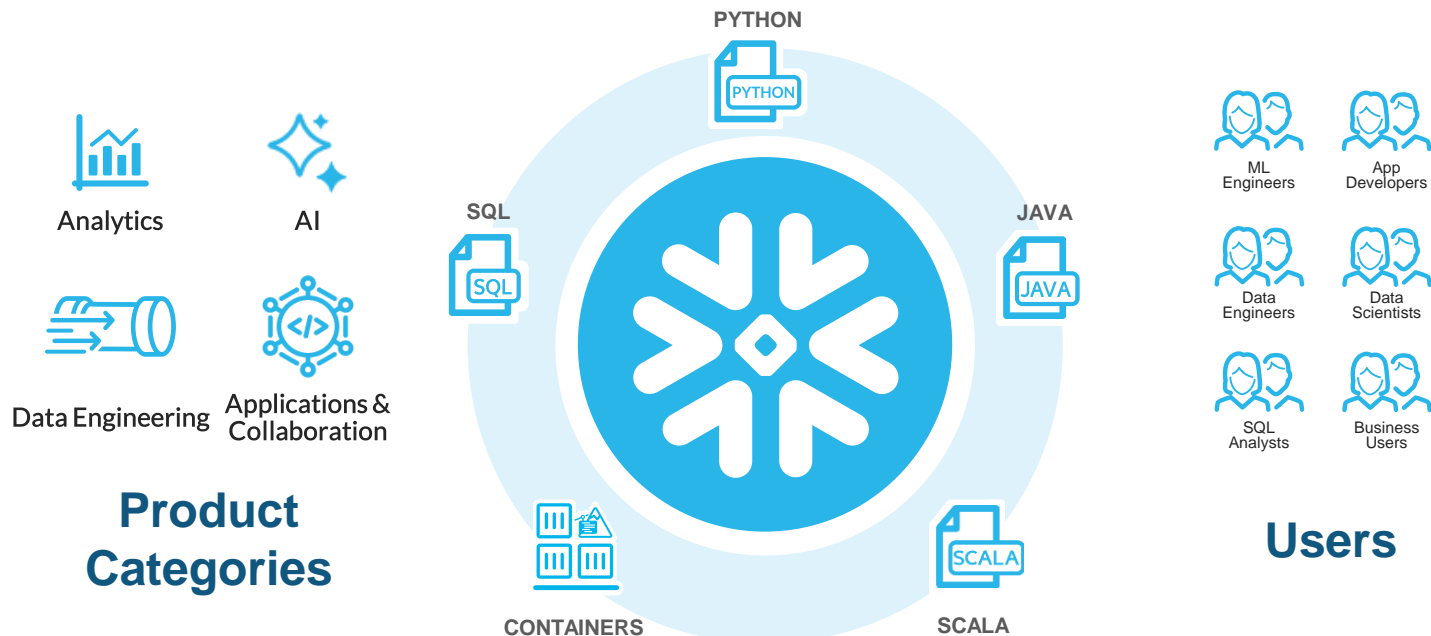 PYTHON
PYTHON
Analytics
AI
Data Engineering
Applications &
Collaboration
Product
Categories
SQL
SQL
JAVA
JAVA
CONTAINERS
SCALA
SCALA
ML
Engineers
App
Developers
Data
Engineers
Data
Scientists
SQL
Analysts
Business
Users
Users